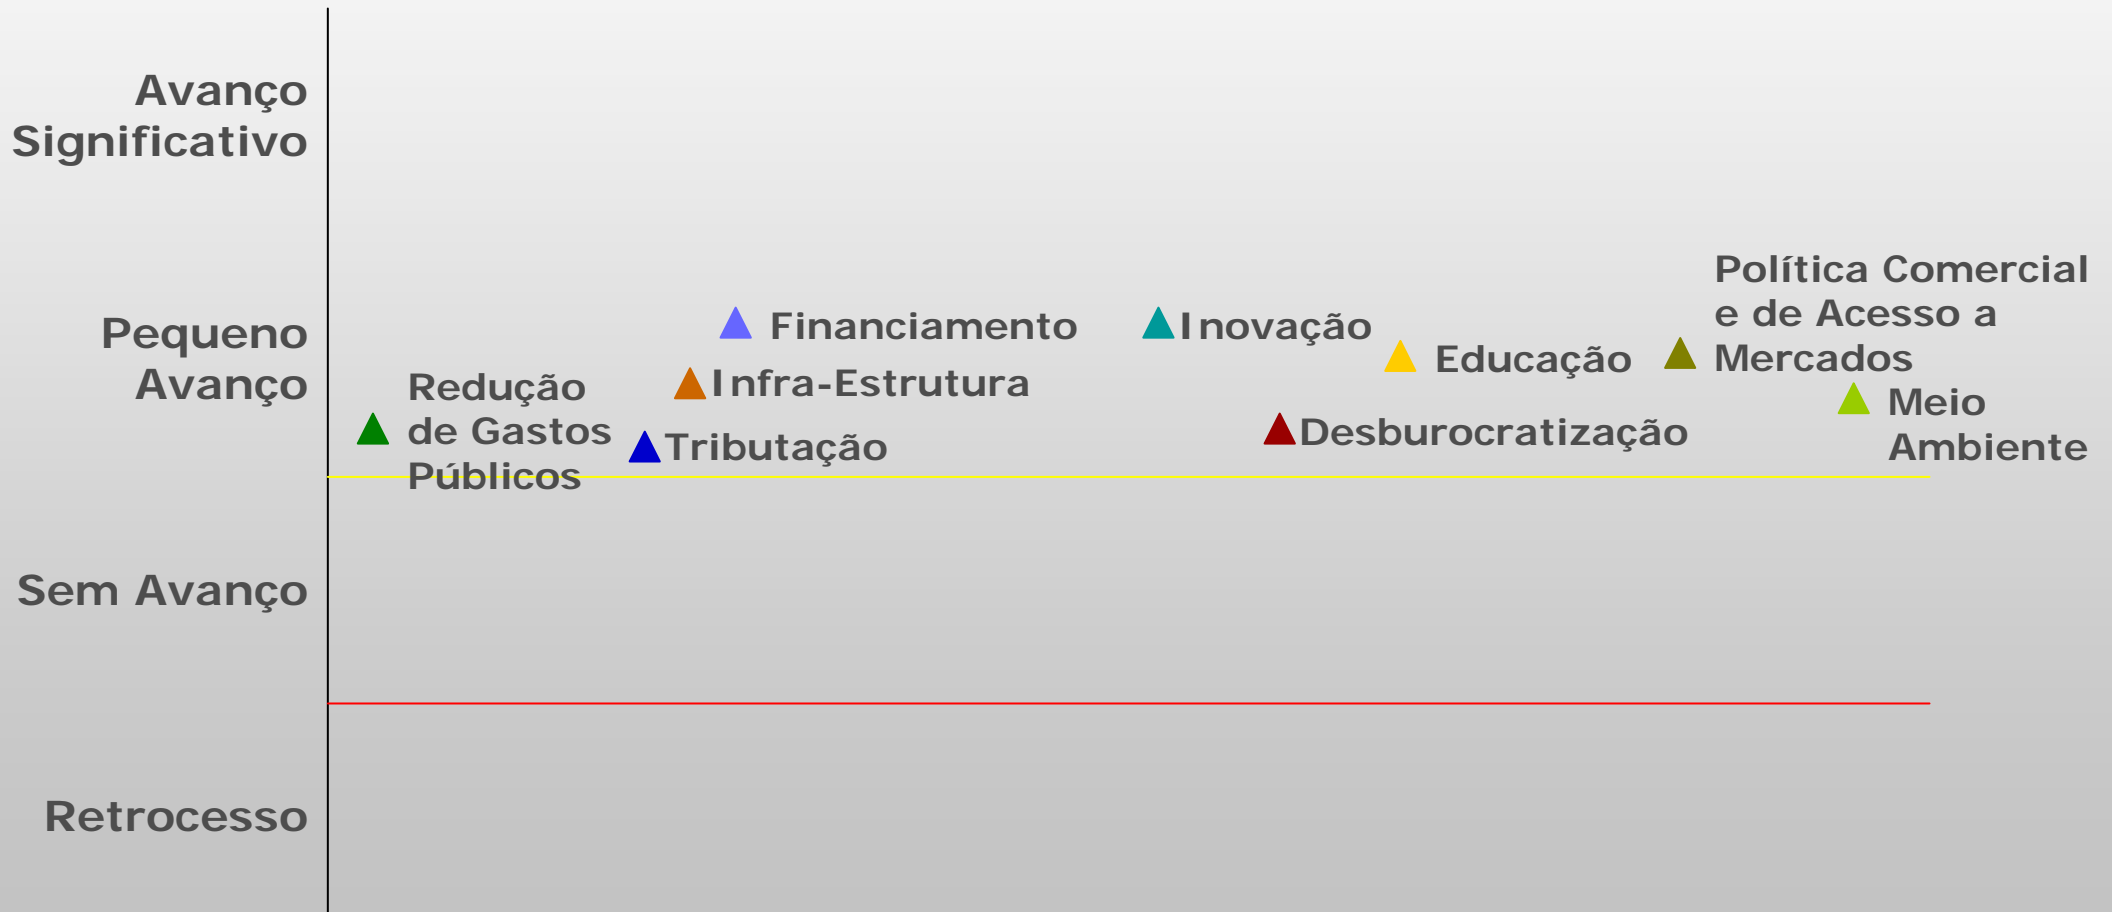 Avanço
Significativo
Pequeno
Avanço
Sem Avanço
Retrocesso
Redução
de Gastos
Públicos
Tributação
Infra-Estrutura
Financiamento
Inovação
Desburocratização
Educação
Política Comercial
e de Acesso a
Mercados
Meio
Ambiente